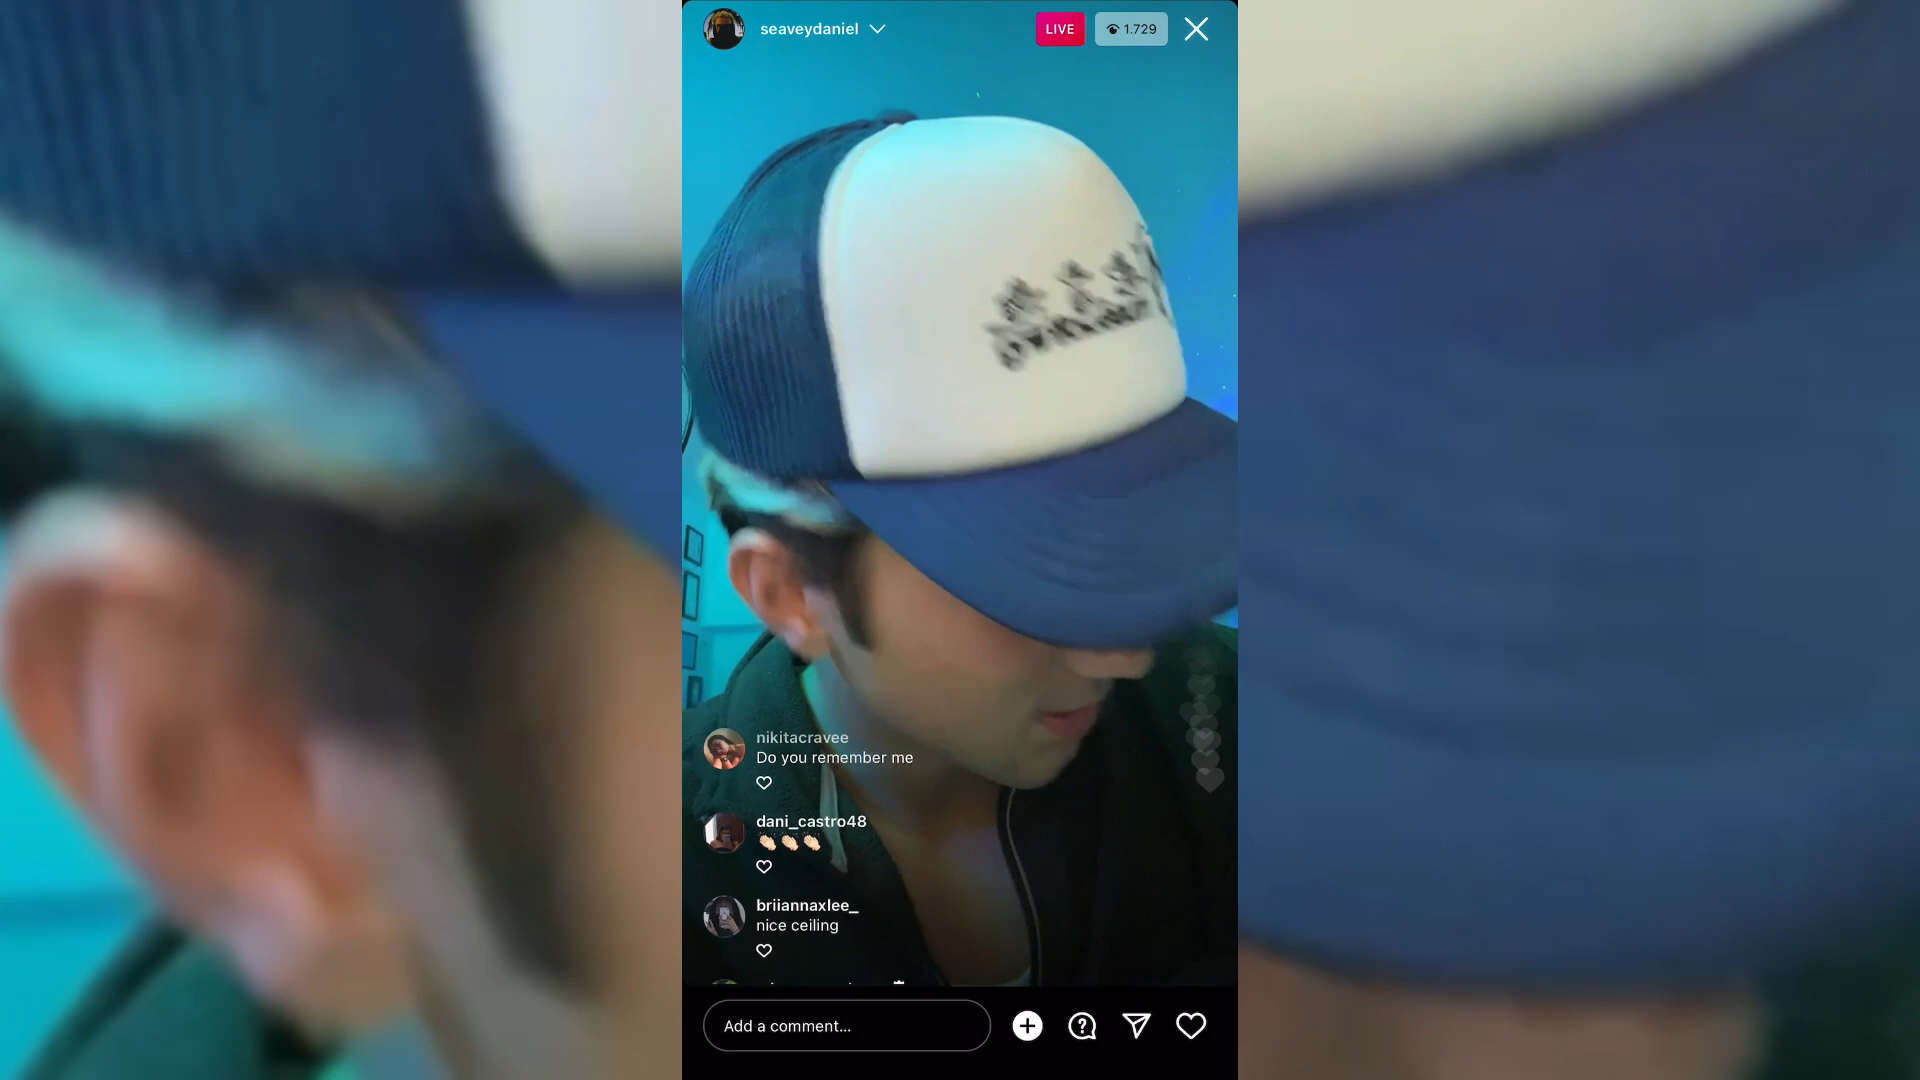 seaveydaniel
LIVE
1.729
nikitacravee
Do you remember me
dani_castro48
👏🏻👏🏻👏🏻
briiannaxlee_
nice ceiling
Add a comment...